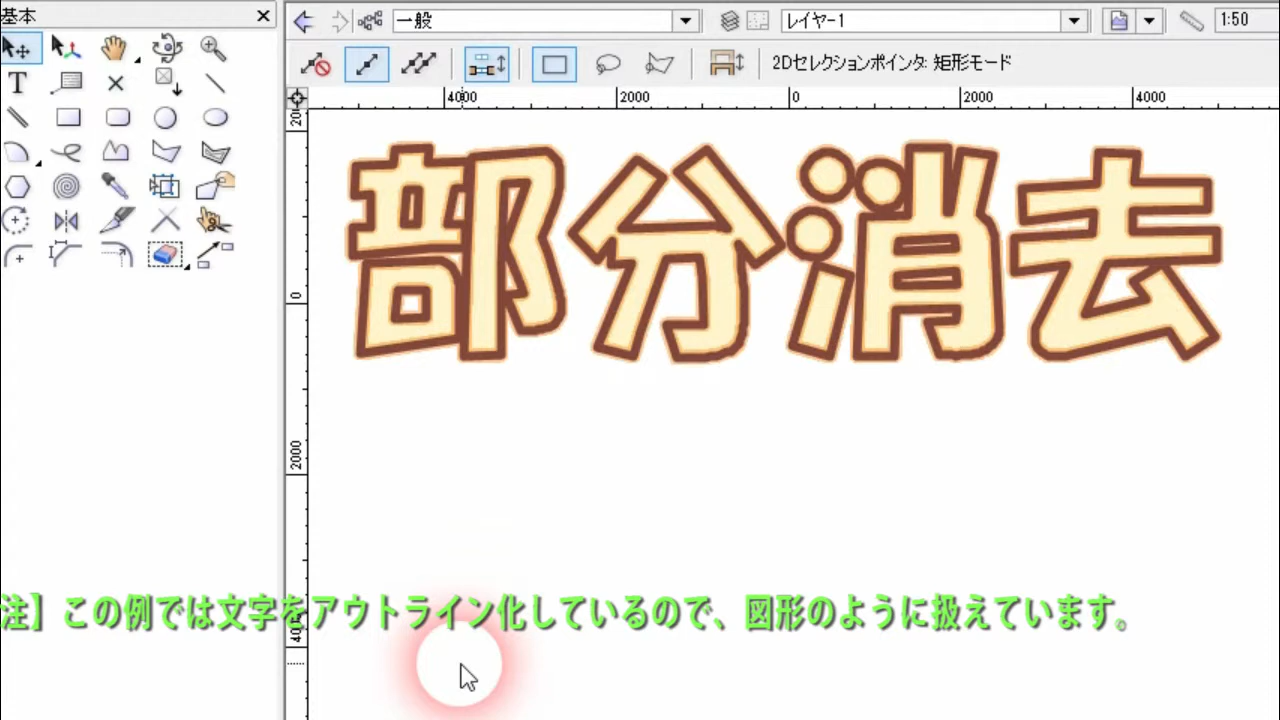 基本
一般
レイヤ-1
1:50
2Dセレクションポインタ: 矩形モード
4000 2000 0 2000 4000
0
2000
部分消去
注】この例では文字をアウトライン化しているので、図形のように扱えています。